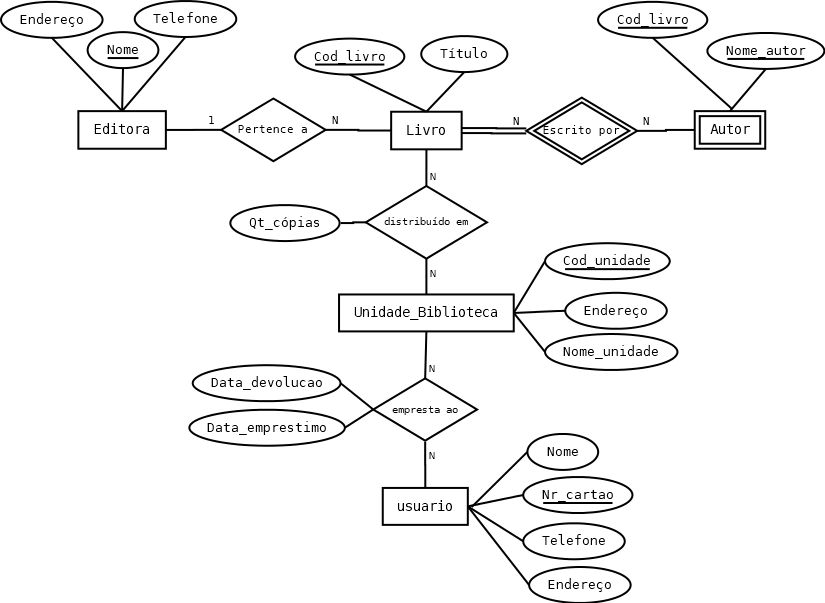 Endereço
Telefone
Nome
Cod_livro
Título
Cod_livro
Nome_autor
Editora
1
Pertence a
N
Livro
N
Escrito por
N
Autor
N
Qt_cópias
distribuído em
N
Cod_unidade
Unidade_Biblioteca
Endereço
Nome_unidade
N
Data_devolucao
empresta ao
Data_emprestimo
N
Nome
Nr_cartao
usuario
Telefone
Endereço